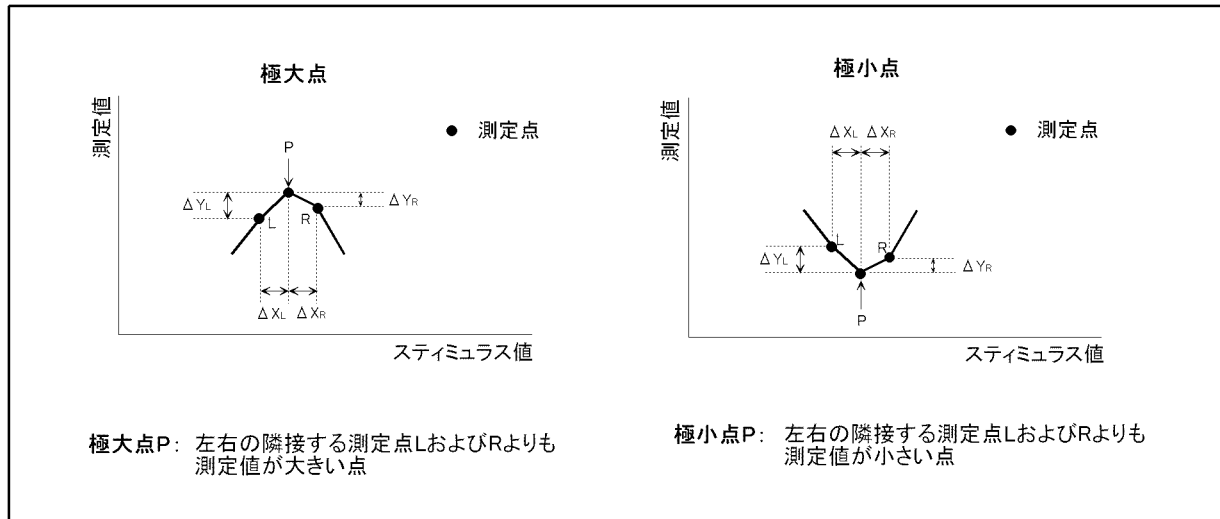 極大点
測定値
● 測定点
P
ΔYL
L
R
ΔYR
ΔXL ΔXR
スティミュラス値
極大点P: 左右の隣接する測定点LおよびRよりも
測定値が大きい点
極小点
測定値
● 測定点
ΔXL ΔXR
L
R
ΔYL
ΔYR
P
スティミュラス値
極小点P: 左右の隣接する測定点LおよびRよりも
測定値が小さい点